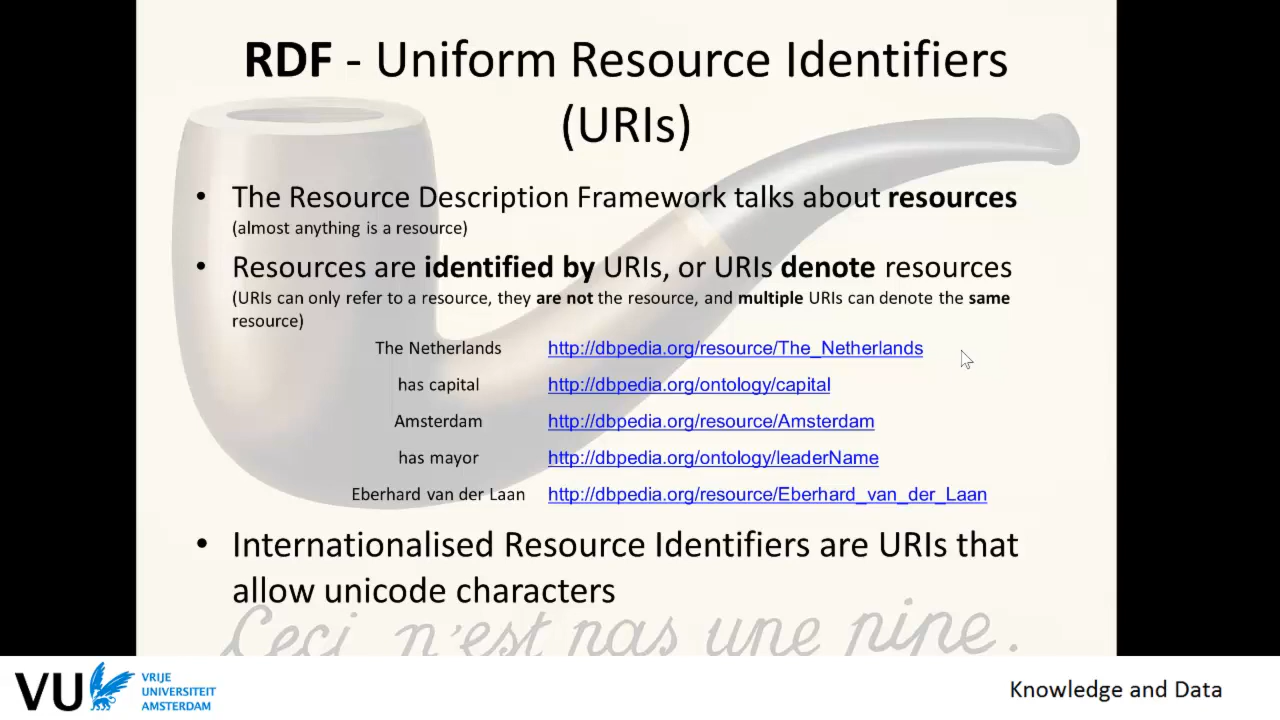 RDF - Uniform Resource Identifiers
(URIs)
• The Resource Description Framework talks about resources
(almost anything is a resource)
• Resources are identified by URIs, or URIs denote resources
(URIs can only refer to a resource, they are not the resource, and multiple URIs can denote the same
resource)
The Netherlands http://dbpedia.org/resource/The_Netherlands
has capital http://dbpedia.org/ontology/capital
Amsterdam http://dbpedia.org/resource/Amsterdam
has mayor http://dbpedia.org/ontology/leaderName
Eberhard van der Laan http://dbpedia.org/resource/Eberhard_van_der_Laan
• Internationalised Resource Identifiers are URIs that
allow unicode characters
Ceci n'est pas une pipe.
VU VRIJE
UNIVERSITEIT
AMSTERDAM
Knowledge and Data